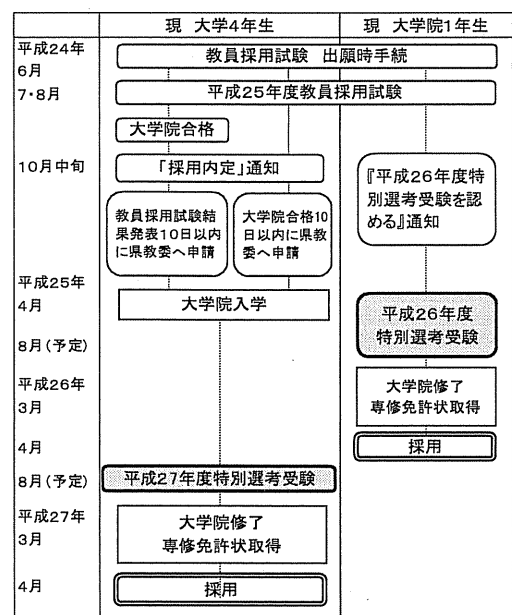 現 大学4年生
現 大学院1年生
平成24年
6月
教員採用試験 出願時手続
7・8月
平成25年度教員採用試験
大学院合格
10月中旬
「採用内定」通知
『平成26年度特
別選考受験を認
める』通知
教員採用試験結
果発表10日以内
に県教委へ申請
大学院合格10
日以内に県教
委へ申請
平成25年
4月
大学院入学
平成26年度
特別選考受験
8月(予定)
平成26年
3月
大学院修了
専修免許状取得
4月
採用
8月(予定)
平成27年度特別選考受験
平成27年
3月
大学院修了
専修免許状取得
4月
採用